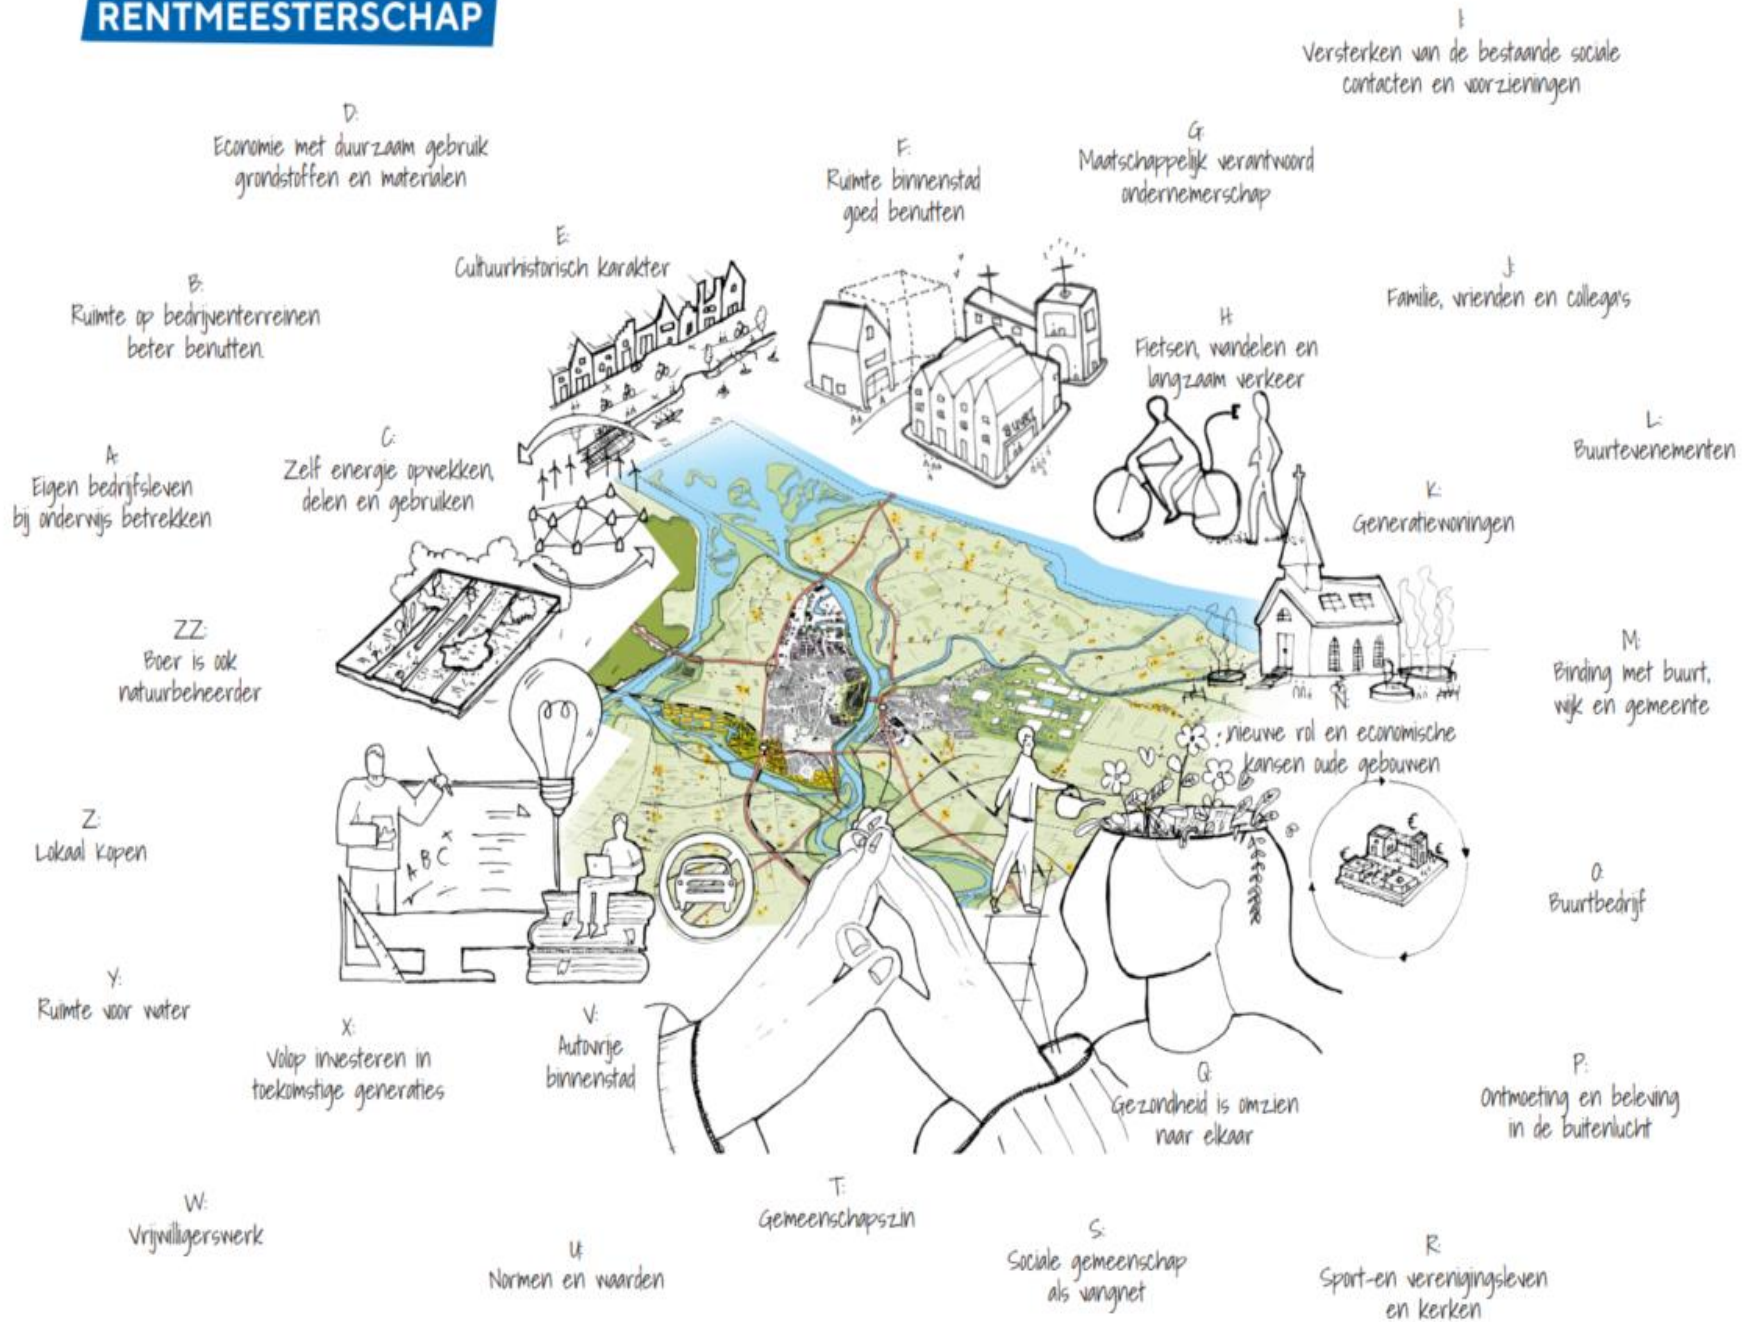 RENTMEESTERSCHAP
I:
Versterken van de bestaande sociale
contacten en voorzieningen
D:
Economie met duurzaam gebruik
grondstoffen en materialen
F:
Ruimte binnenstad
goed benutten
G:
Maatschappelijk verantwoord
ondernemerschap
E:
Cultuurhistorisch karakter
B:
Ruimte op bedrijventerreinen
beter benutten.
J:
Familie, vrienden en collega's
H:
Fietsen, wandelen en
langzaam verkeer
BUURT
A:
Eigen bedrijfsleven
bij onderwijs betrekken
C:
Zelf energie opwekken,
delen en gebruiken
L:
Buurtevenementen
K:
Generatiewoningen
ZZ:
Boer is ook
natuurbeheerder
M:
Binding met buurt,
wijk en gemeente
N:
nieuwe rol en economische
kansen oude gebouwen
Z:
Lokaal kopen
A B C
€
€
€
O:
Buurtbedrijf
Y:
Ruimte voor water
X:
Volop investeren in
toekomstige generaties
V:
Autovrije
binnenstad
Q:
Gezondheid is omzien
naar elkaar
P:
Ontmoeting en beleving
in de buitenlucht
W:
Vrijwilligerswerk
U:
Normen en waarden
T:
Gemeenschapszin
S:
Sociale gemeenschap
als vangnet
R:
Sport-en verenigingsleven
en kerken